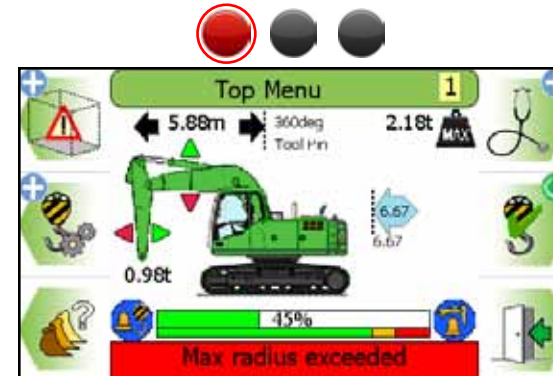 Top Menu 1
5.88m 360deg 2.18t MAX
Tool Pin
6.67
6.67
0.98t
45%
Max radius exceeded